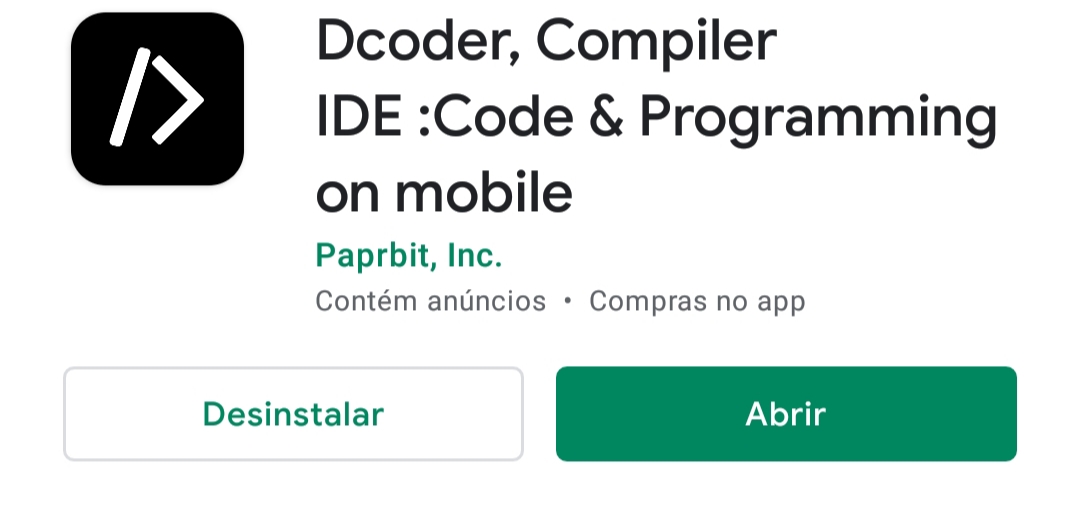 Dcoder, Compiler
IDE :Code & Programming
on mobile
Paprbit, Inc.
Contém anúncios • Compras no app
Desinstalar
Abrir